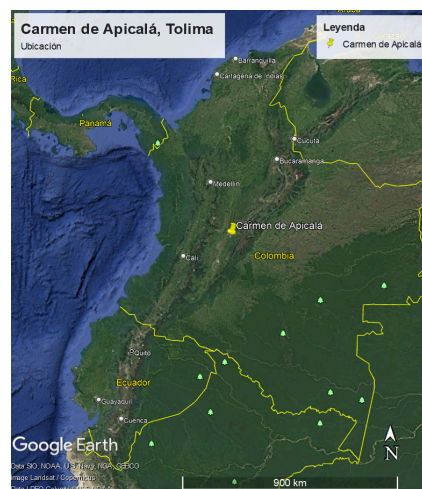 Carmen de Apicalá, Tolima
Ubicación
Leyenda
Carmen de Apicalá
Barranquilla
Cartagena de Indias
Rica
Panamá
Cúcuta
Bucaramanga
Medellín
Carmen de Apicalá
Cali
Colombia
Quito
Ecuador
Guayaquil
Cuenca
Google Earth
Data SIO, NOAA, U.S. Navy, NGA, GEBCO
Image Landsat / Copernicus
N
900 km